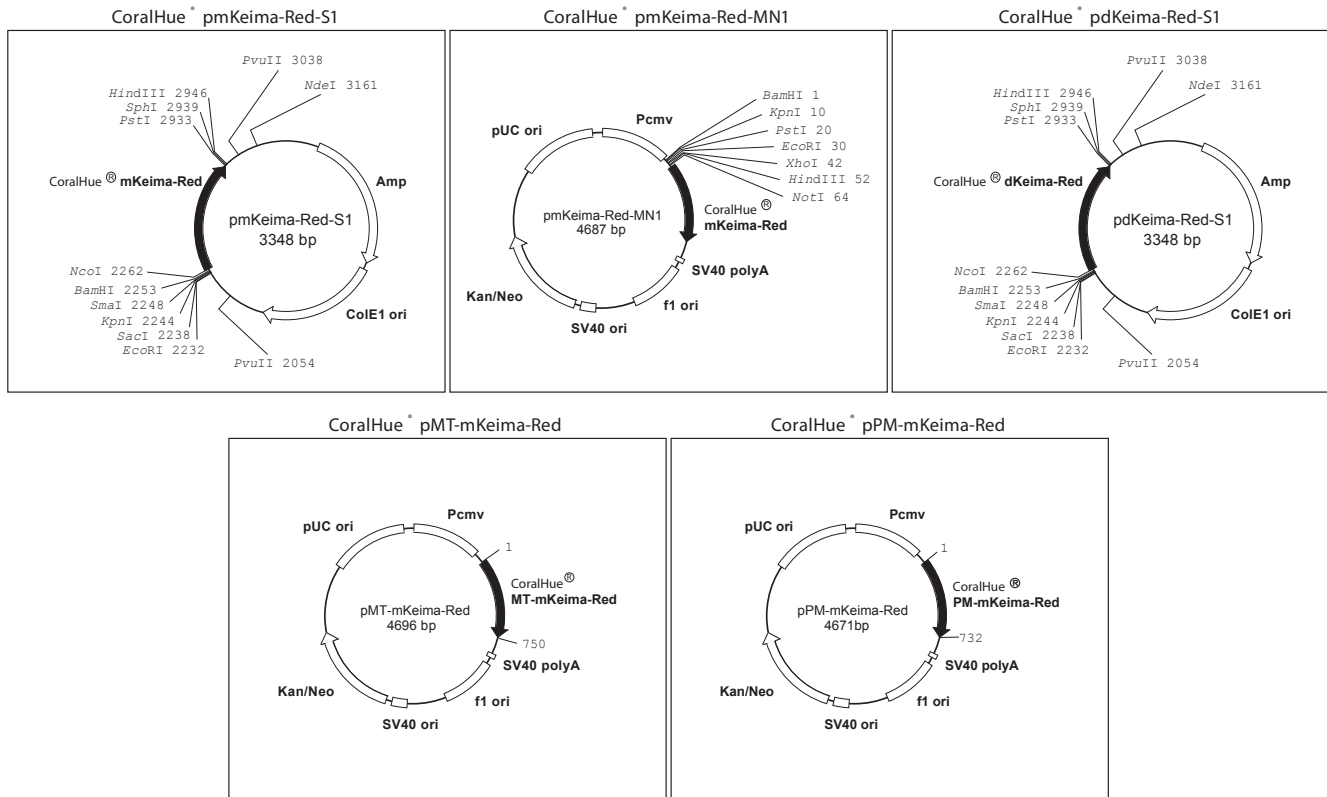 CoralHue ® pmKeima-Red-S1
PvuII 3038
HindIII 2946
NdeI 3161
SphI 2939
PstI 2933
CoralHue ® mKeima-Red
Amp
pmKeima-Red-S1
3348 bp
NcoI 2262
BamHI 2253
SmaI 2248
KpnI 2244
SacI 2238
EcoRI 2232
ColE1 ori
PvuII 2054
CoralHue ® pmKeima-Red-MN1
BamHI 1
KpnI 10
PstI 20
EcoRI 30
XhoI 42
HindIII 52
NotI 64
pUC ori
Pcmv
pmKeima-Red-MN1
4687 bp
CoralHue ®
mKeima-Red
SV40 polyA
Kan/Neo
f1 ori
SV40 ori
CoralHue ® pdKeima-Red-S1
PvuII 3038
HindIII 2946
NdeI 3161
SphI 2939
PstI 2933
CoralHue ® dKeima-Red
Amp
pdKeima-Red-S1
3348 bp
NcoI 2262
BamHI 2253
SmaI 2248
KpnI 2244
SacI 2238
EcoRI 2232
ColE1 ori
PvuII 2054
CoralHue ® pMT-mKeima-Red
pUC ori
Pcmv
1
CoralHue ®
MT-mKeima-Red
pMT-mKeima-Red
4696 bp
750
SV40 polyA
Kan/Neo
f1 ori
SV40 ori
CoralHue ® pPM-mKeima-Red
pUC ori
Pcmv
1
CoralHue ®
PM-mKeima-Red
pPM-mKeima-Red
4671bp
732
SV40 polyA
Kan/Neo
f1 ori
SV40 ori